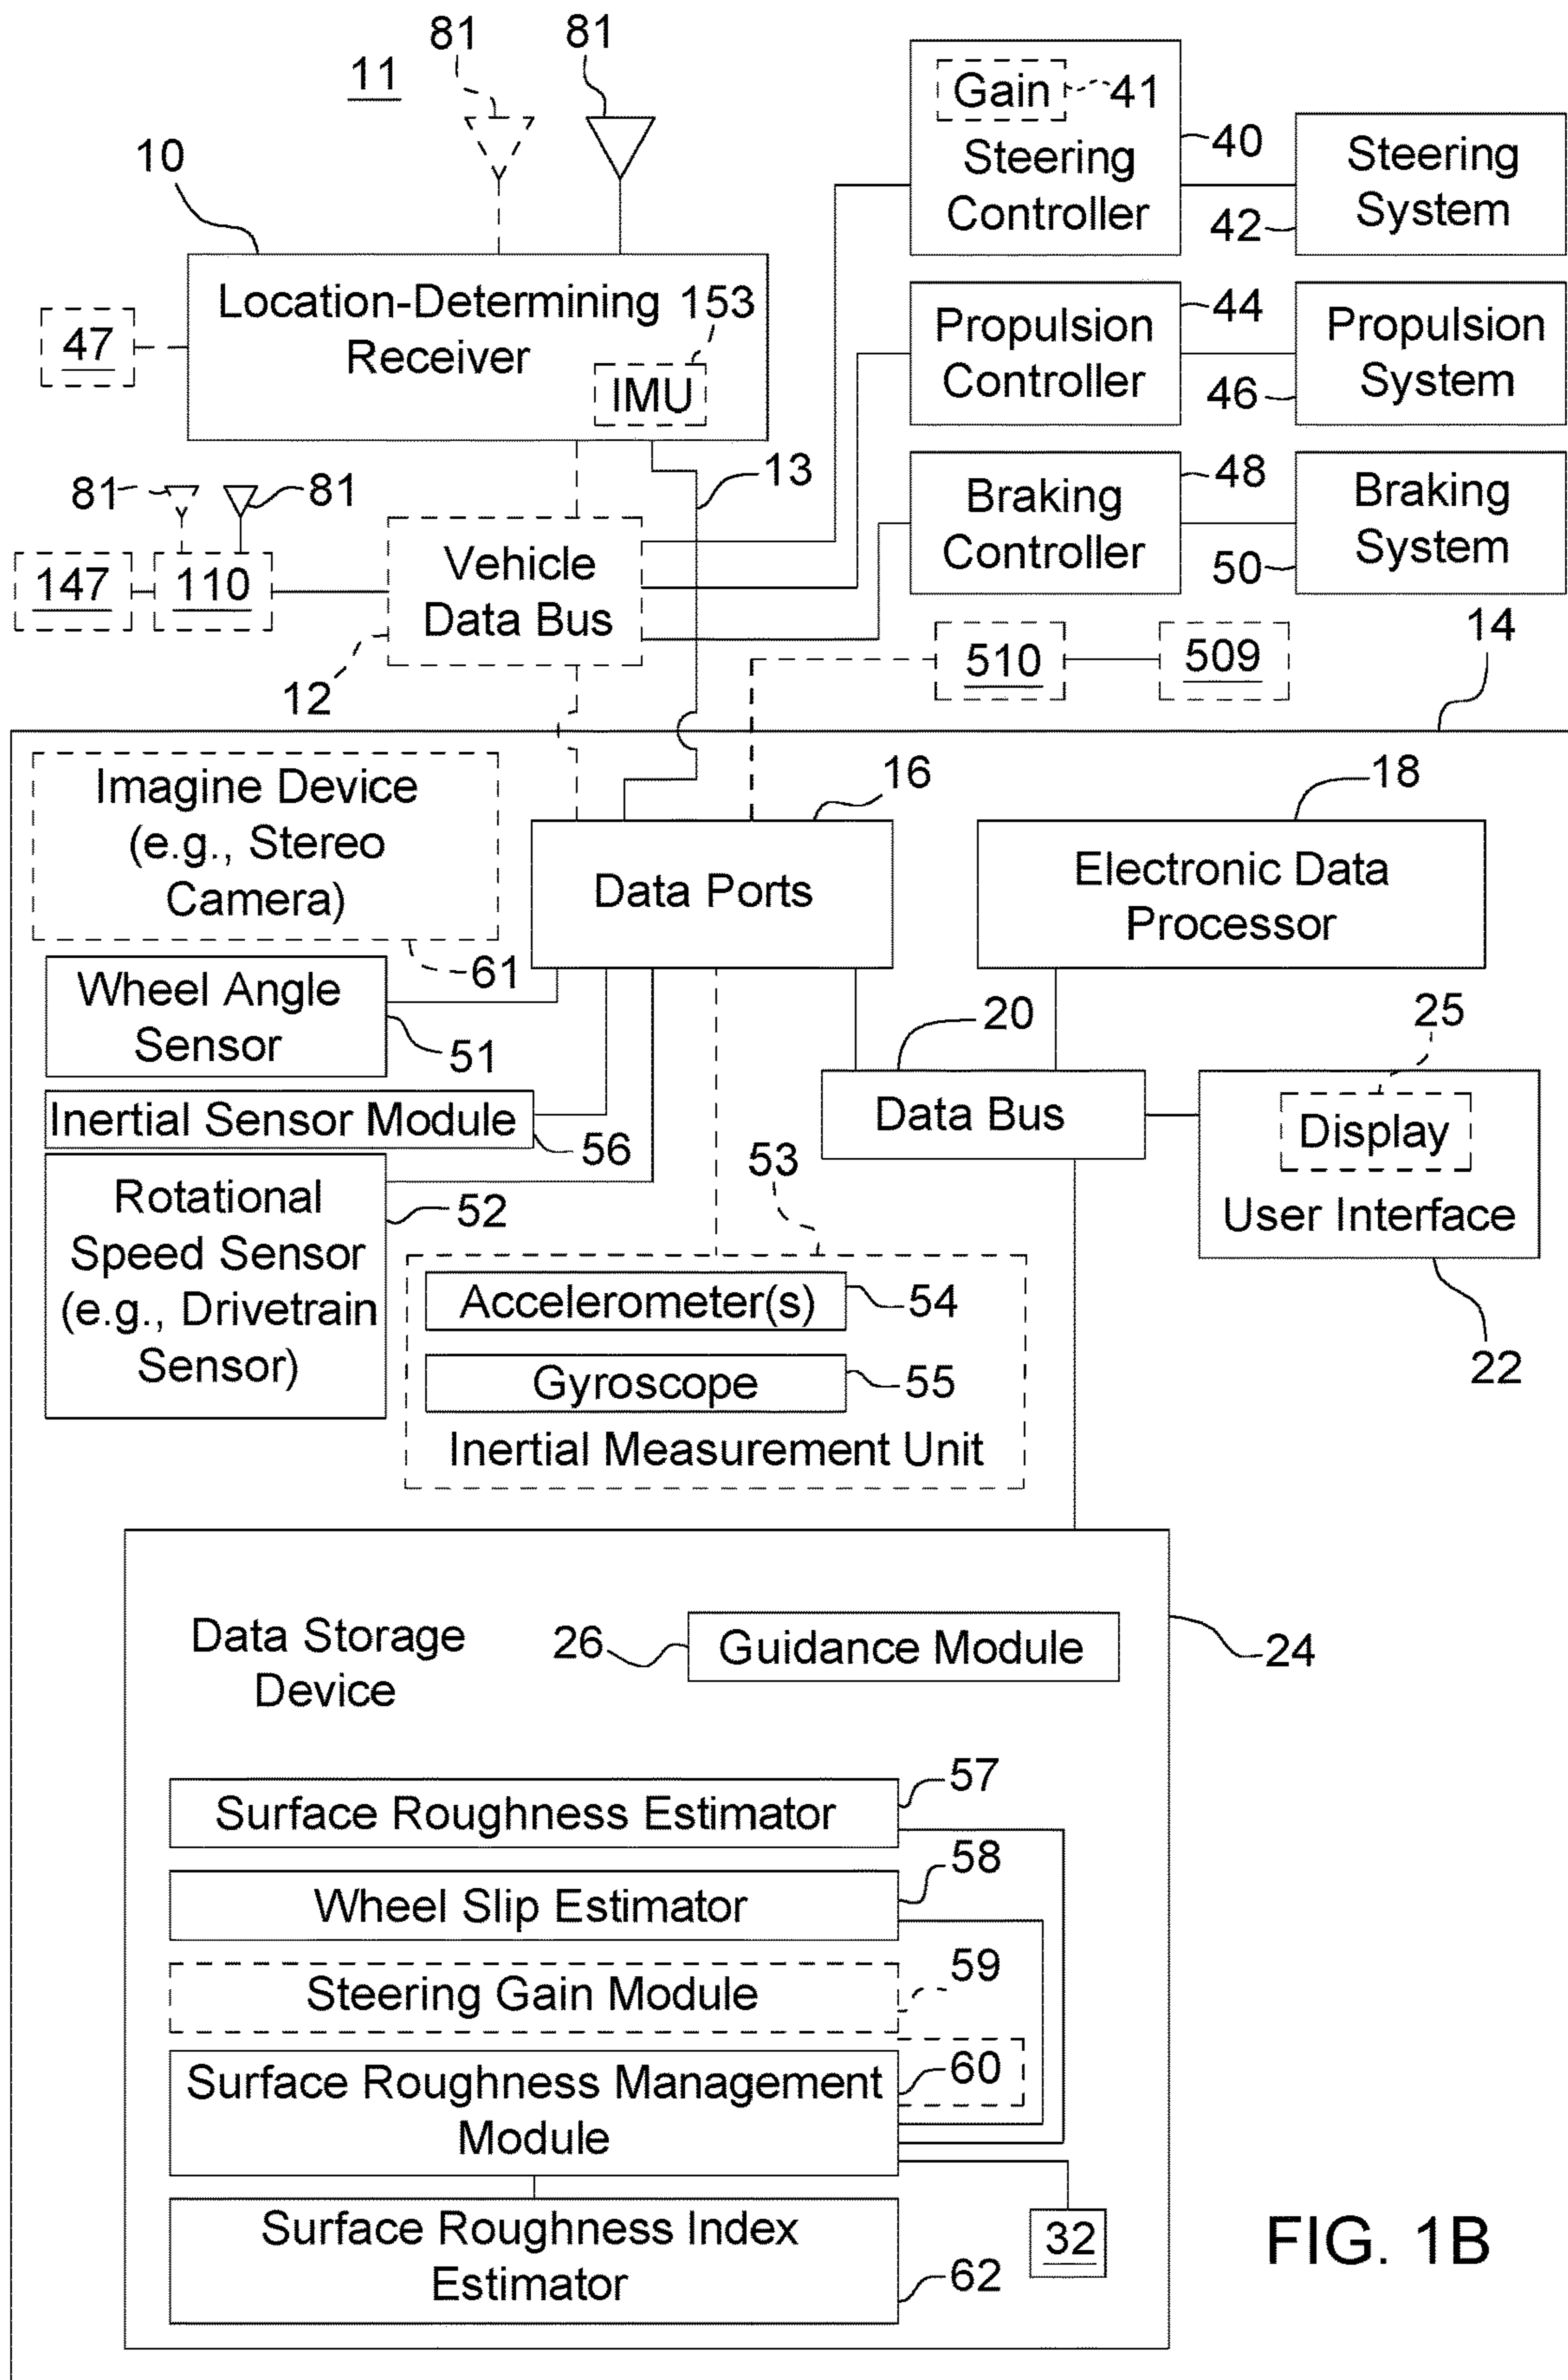 81
81
11
Gain
41
10
40
Steering
Controller
Steering
System
42
Location-Determining
Receiver
153
IMU
47
44
Propulsion
Controller
Propulsion
System
46
13
81
81
48
Braking
Controller
Braking
System
50
147
110
Vehicle
Data Bus
12
510
509
14
Imagine Device
(e.g., Stereo
Camera)
61
16
18
Data Ports
Electronic Data
Processor
Wheel Angle
Sensor
51
20
25
Inertial Sensor Module
56
Data Bus
Display
User Interface
22
53
Rotational
Speed Sensor
(e.g., Drivetrain
Sensor)
52
Accelerometer(s)
54
Gyroscope
55
Inertial Measurement Unit
Data Storage
Device
26
Guidance Module
24
57
Surface Roughness Estimator
58
Wheel Slip Estimator
59
Steering Gain Module
60
Surface Roughness Management
Module
Surface Roughness Index
Estimator
62
32
FIG. 1B